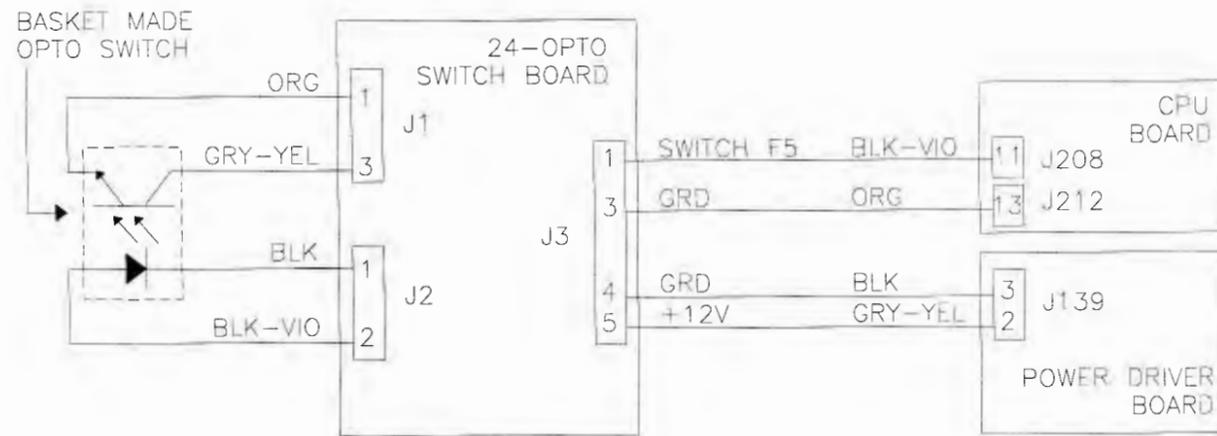 BASKET MADE
OPTO SWITCH
24-OPTO
SWITCH BOARD
ORG
1
J1
GRY-YEL
3
BLK
1
J2
BLK-VIO
2
J3
1
SWITCH F5
BLK-VIO
11
J208
3
GRD
ORG
13
J212
CPU
BOARD
4
GRD
BLK
3
J139
5
+12V
GRY-YEL
2
POWER DRIVER
BOARD